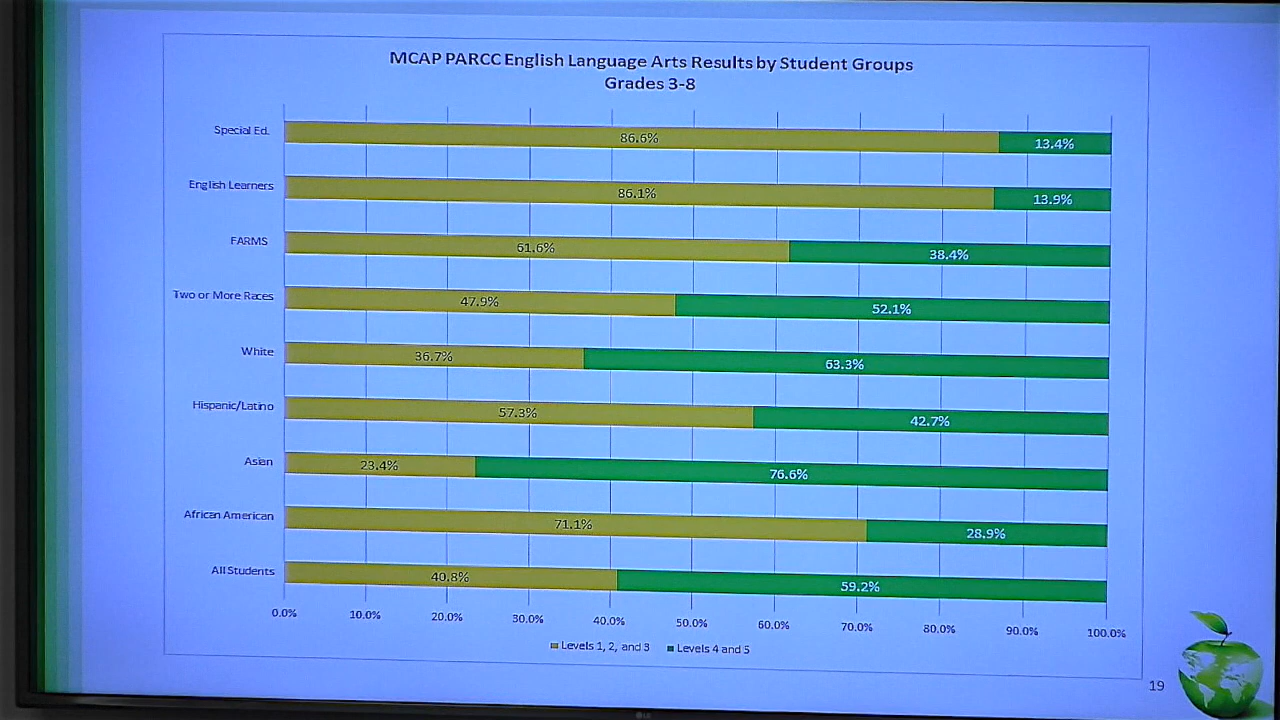 MCAP PARCC English Language Arts Results by Student Groups
Grades 3-8
Special Ed. 86.6% 13.4%
English Learners 86.1% 13.9%
FARMS 61.6% 38.4%
Two or More Races 47.9% 52.1%
White 36.7% 63.3%
Hispanic/Latino 57.3% 42.7%
Asian 23.4% 76.6%
African American 71.1% 28.9%
All Students 40.8% 59.2%
0.0% 10.0% 20.0% 30.0% 40.0% 50.0% 60.0% 70.0% 80.0% 90.0% 100.0%
Levels 1, 2, and 3 Levels 4 and 5
19
LG